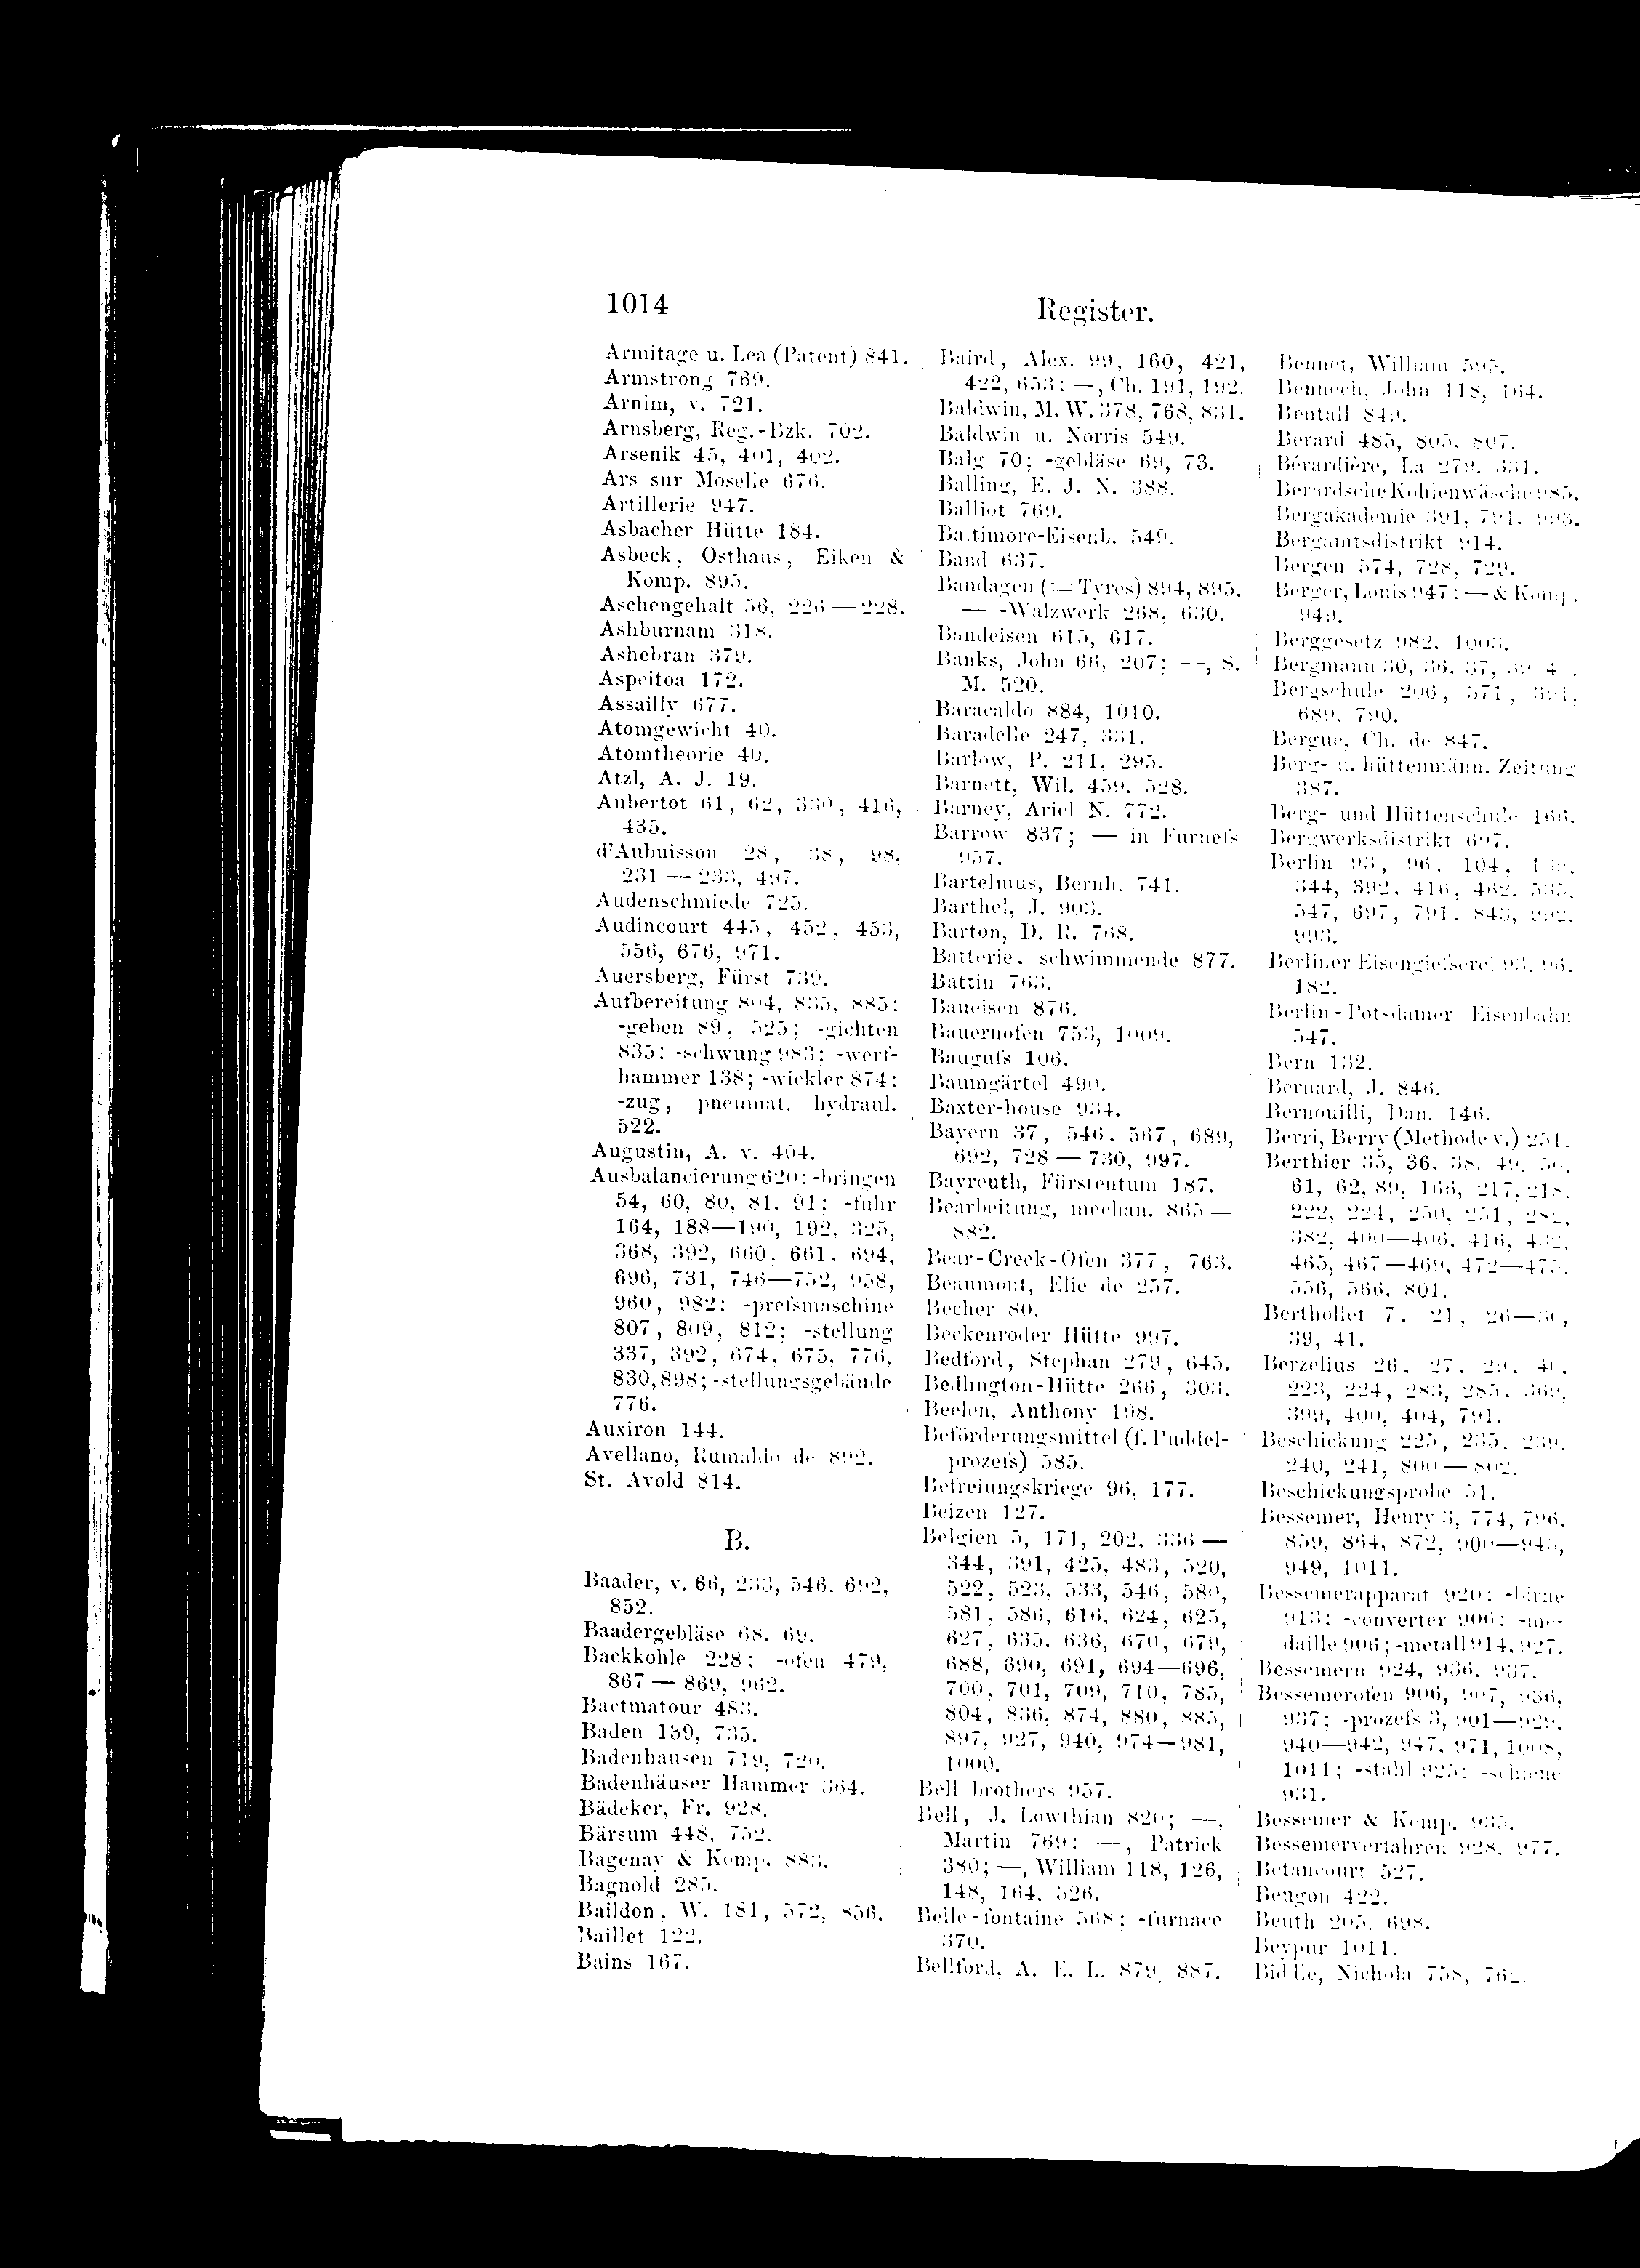 1014
Register.
Armitage u. Lea (Patent) 841.
Armstrong 769.
Arnim, v. 721.
Arnsberg, Reg.-Bzk. 702.
Arsenik 45, 401, 402.
Ars sur Moselle 676.
Artillerie 947.
Asbacher Hütte 184.
Asbeck, Osthaus, Eiken &
Komp. 895.
Aschengehalt 56, 226 — 228.
Ashburnam 318.
Ashebran 379.
Aspeitoa 172.
Assailly 677.
Atomgewicht 40.
Atomtheorie 40.
Atzl, A. J. 19.
Aubertot 61, 62, 330, 416,
435.
d'Aubuisson 28, 38, 98,
231 — 233, 497.
Audenschmiede 725.
Audincourt 445, 452, 453,
556, 676, 971.
Auersberg, Fürst 739.
Aufbereitung 804, 835, 885;
-geben 89, 525; -gichten
835; -schwung 983; -werf-
hammer 138; -wickler 874;
-zug, pneumat. hydraul.
522.
Augustin, A. v. 404.
Ausbalancierung 620; -bringen
54, 60, 80, 81, 91; -fuhr
164, 188—190, 192, 325,
368, 392, 660, 661, 694,
696, 731, 746—752, 958,
960, 982; -preſsmaschine
807, 809, 812; -stellung
337, 392, 674, 675, 776,
830, 898; -stellungsgebäude
776.
Auxiron 144.
Avellano, Rumaldo de 892.
St. Avold 814.
B.
Baader, v. 66, 233, 546. 692,
852.
Baadergebläse 68. 69.
Backkohle 228; -ofen 479,
867 — 869, 962.
Bactmatour 483.
Baden 159, 735.
Badenhausen 719, 720.
Badenhäuser Hammer 364.
Bädeker, Fr. 928.
Bärsum 448, 752.
Bagenay & Komp. 883.
Bagnold 285.
Baildon, W. 181, 572, 856.
Baillet 122.
Bains 167.
Baird, Alex. 99, 160, 421,
422, 653; —, Ch. 191, 192.
Baldwin, M. W. 378, 768, 831.
Baldwin u. Norris 549.
Balg 70; -gebläse 69, 73.
Balling, E. J. N. 388.
Balliot 769.
Baltimore-Eisenb. 549.
Band 637.
Bandagen (= Tyres) 894, 895.
— -Walzwerk 268, 630.
Bandeisen 615, 617.
Banks, John 66, 207; —, S.
M. 520.
Baracaldo 884, 1010.
Baradelle 247, 331.
Barlow, P. 211, 295.
Barnett, Wil. 459. 528.
Barney, Ariel N. 772.
Barrow 837; — in Furneſs
957.
Bartelmus, Bernh. 741.
Barthel, J. 903.
Barton, D. R. 768.
Batterie, schwimmende 877.
Battin 763.
Baueisen 876.
Bauernofen 753, 1009.
Bauguſs 106.
Baumgärtel 490.
Baxter-house 934.
Bayern 37, 546, 567, 689,
692, 728 — 730, 997.
Bayreuth, Fürstentum 187.
Bearbeitung, mechan. 865 —
882.
Bear-Creek-Ofen 377, 763.
Beaumont, Elie de 257.
Becher 80.
Beckenroder Hütte 997.
Bedford, Stephan 279, 645.
Bedlington-Hütte 266, 303.
Beelen, Anthony 198.
Beförderungsmittel (f. Puddel-
prozeſs) 585.
Befreiungskriege 96, 177.
Beizen 127.
Belgien 5, 171, 202, 336 —
344, 391, 425, 483, 520,
522, 523, 533, 546, 580,
581, 586, 616, 624, 625,
627, 635. 636, 670, 679,
688, 690, 691, 694—696,
700, 701, 709, 710, 785,
804, 836, 874, 880, 885,
897, 927, 940, 974—981,
1000.
Bell brothers 957.
Bell, J. Lowthian 820; —,
Martin 769; —, Patrick
380; —, William 118, 126,
148, 164, 526.
Belle-fontaine 568; -furnace
370.
Bellford, A. E. L. 879, 887.
Bennet, William 595.
Bennoch, John 118, 164.
Bentall 849.
Berard 485, 805, 807.
Bérardière, La 279, 331.
Berardsche Kohlenwäsche 985.
Bergakademie 391, 791,
Bergamtsdistrikt 914.
Bergen 574, 728, 729.
Berger, Louis 947; — & Komp.
949.
Berggesetz 982, 1003.
Bergmann 30, 36, 37, 39,
Bergschule 206, 371, 391,
689, 790.
Bergue, Ch. de 847.
Berg- u. hüttenmänn. Zeitung
387.
Berg- und Hüttenschule 166.
Bergwerksdistrikt 697.
Berlin 93, 96, 104,
344, 392, 416, 462, 535,
547, 697, 791, 843, 992,
993.
Berliner Eisengieſserei 93, 96,
182.
Berlin-Potsdamer Eisenbahn
547.
Bern 132.
Bernard, J. 846.
Bernouilli, Dan. 146.
Berri, Berry (Methode v.) 251.
Berthier 35, 36, 38, 49,
61, 62, 89, 166, 217, 218,
222, 224, 250, 251, 282,
382, 400—406, 416, 432,
465, 467—469, 472—475,
556, 566, 801.
Berthollet 7, 21, 26—30,
39, 41.
Berzelius 26, 27, 29, 40,
223, 224, 283, 285, 369,
399, 400, 404, 791.
Beschickung 225, 235, 239,
240, 241, 800 — 802.
Beschickungsprobe 51.
Bessemer, Henry 3, 774, 796,
859, 864, 872, 900—943,
949, 1011.
Bessemerapparat 920; -birne
913; -converter 906; -me-
daille 906; -metall 914, 927.
Bessemern 924, 936, 937.
Bessemerofen 906, 907, 936,
937; -prozeſs 3, 901—929,
940—942, 947, 971, 1008,
1011; -stahl 925; -schiene
931.
Bessemer & Komp. 935.
Bessemerverfahren 928, 977.
Betancourt 527.
Beugon 422.
Beuth 205, 698.
Beypur 1011.
Biddle, Nichola 758, 762.